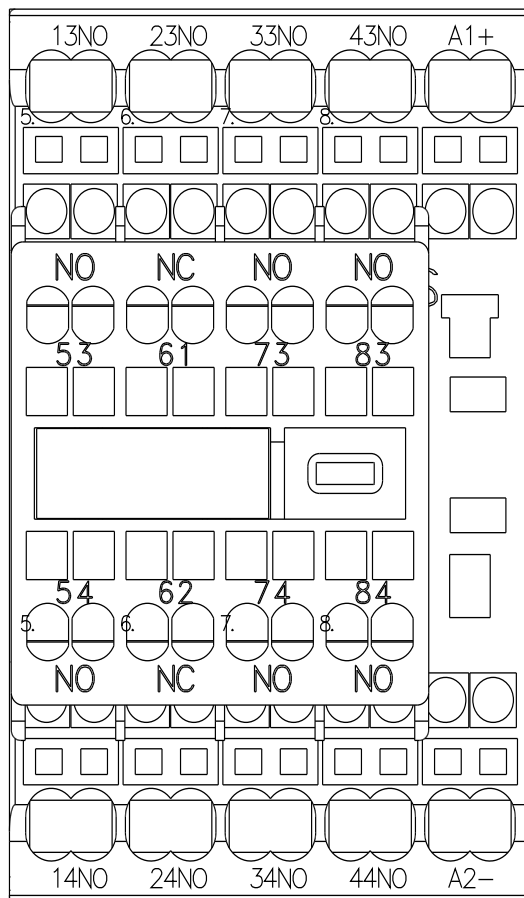 13NO 23NO 33NO 43NO A1+
5. 6. 7. 8.
NO NC NO NO
53 61 73 83
54 62 74 84
5. 6. 7. 8.
NO NC NO NO
14NO 24NO 34NO 44NO A2-